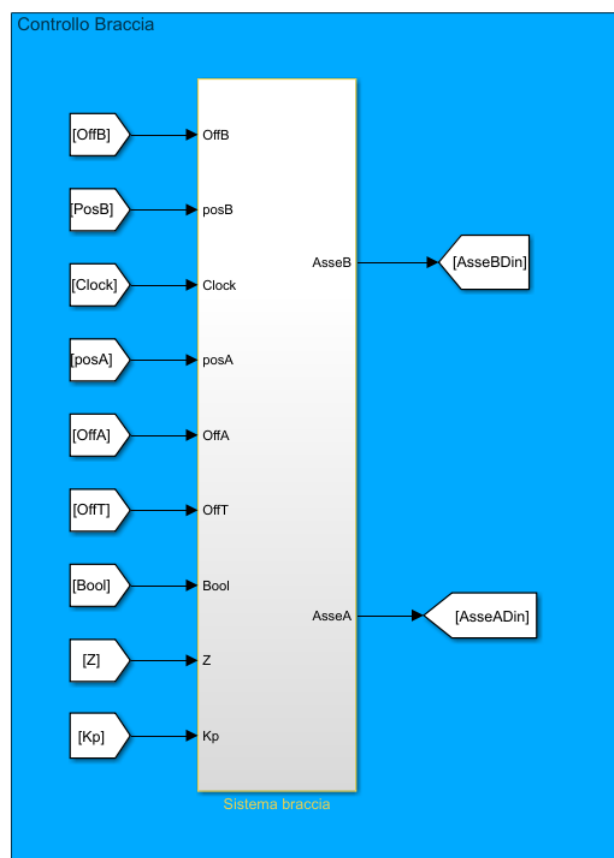 Controllo Braccia
[OffB]
OffB
[PosB]
posB
AsseB
[AsseBDin]
[Clock]
Clock
[posA]
posA
[OffA]
OffA
[OffT]
OffT
[Bool]
Bool
AsseA
[AsseADin]
[Z]
Z
[Kp]
Kp
Sistema braccia